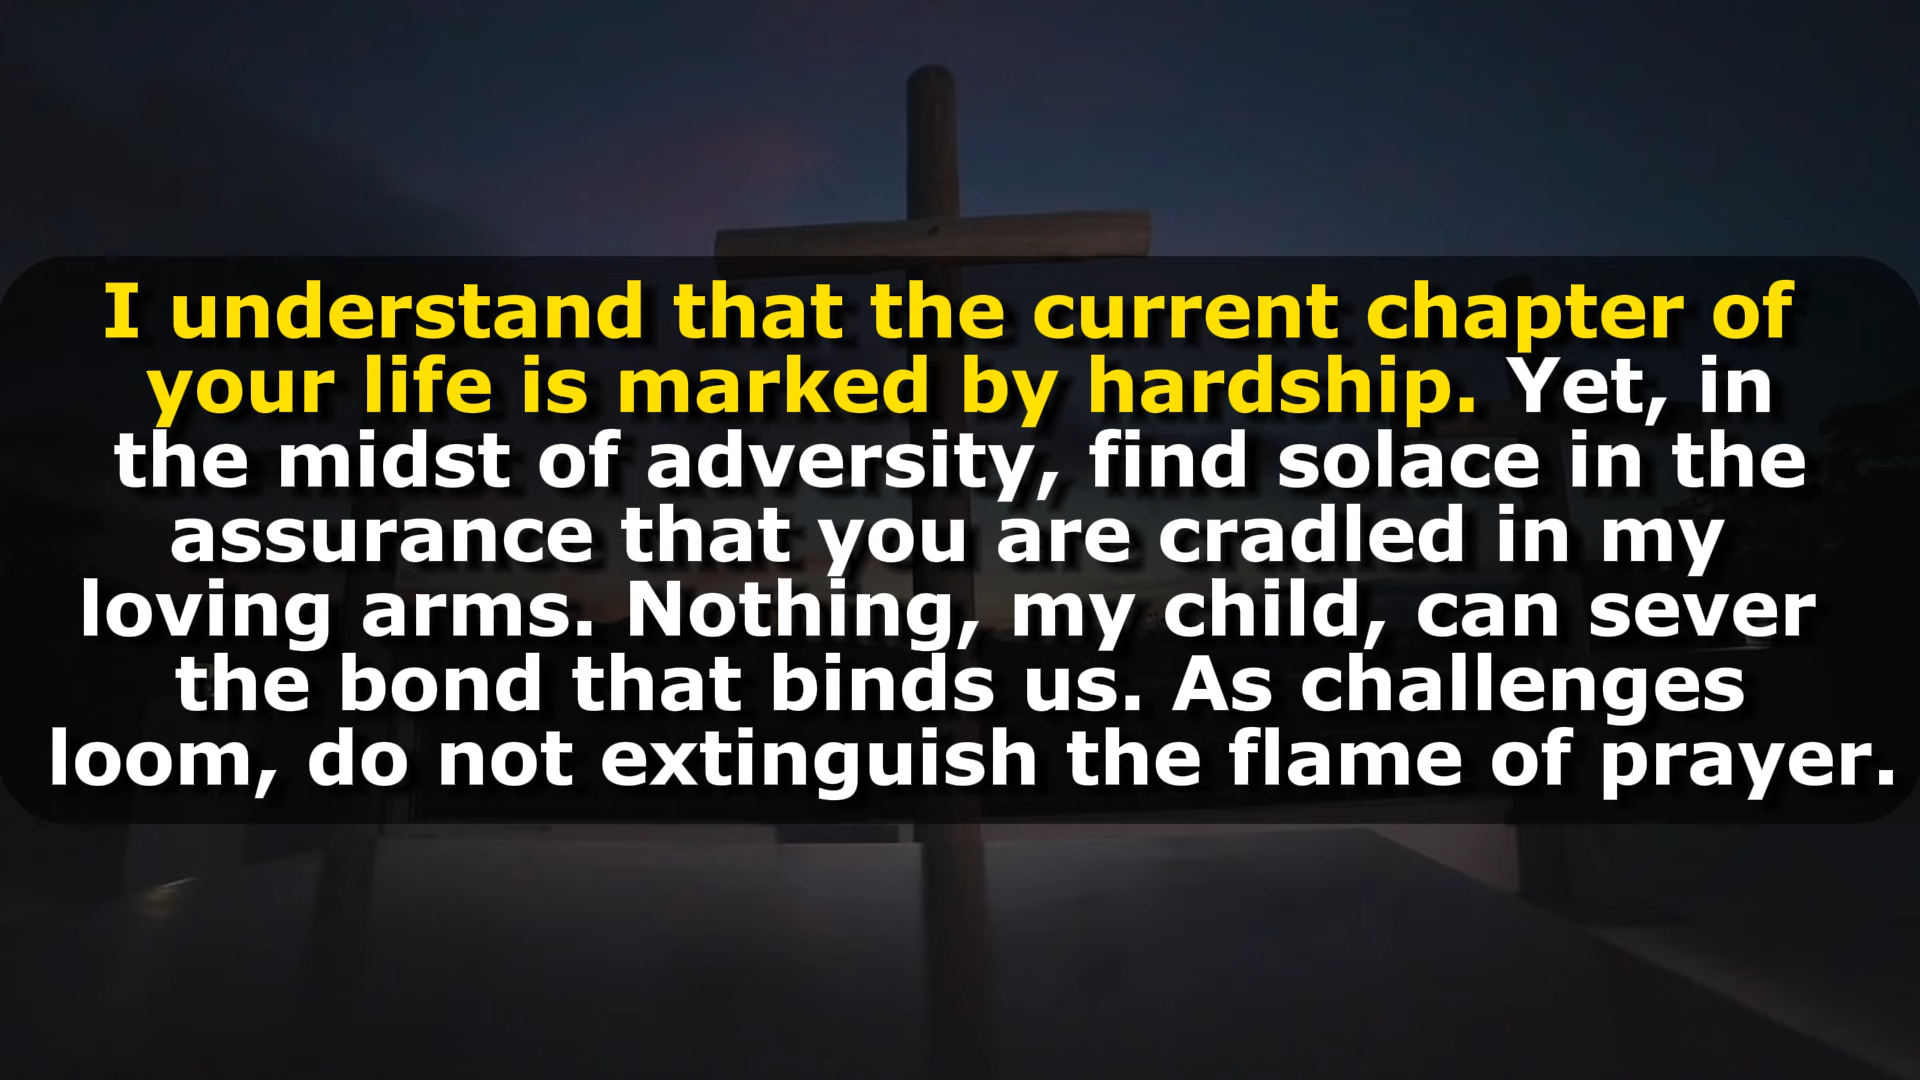 I understand that the current chapter of
your life is marked by hardship. Yet, in
the midst of adversity, find solace in the
assurance that you are cradled in my
loving arms. Nothing, my child, can sever
the bond that binds us. As challenges
loom, do not extinguish the flame of prayer.